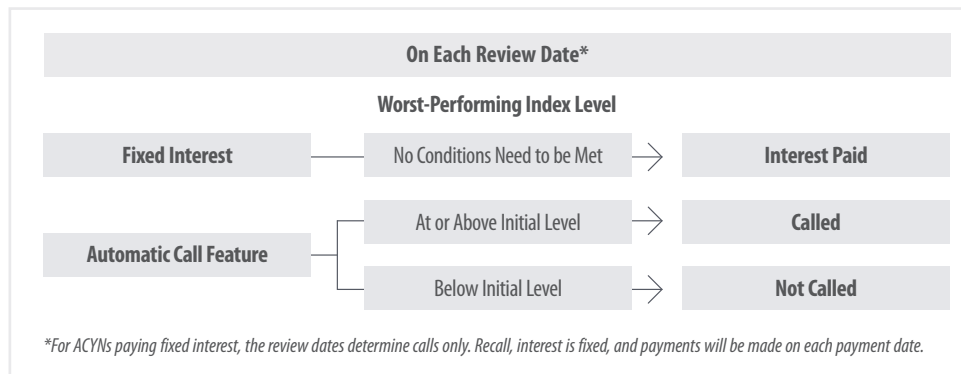 On Each Review Date*
Worst-Performing Index Level
Fixed Interest
No Conditions Need to be Met
Interest Paid
Automatic Call Feature
At or Above Initial Level
Called
Below Initial Level
Not Called
*For ACYNs paying fixed interest, the review dates determine calls only. Recall, interest is fixed, and payments will be made on each payment date.